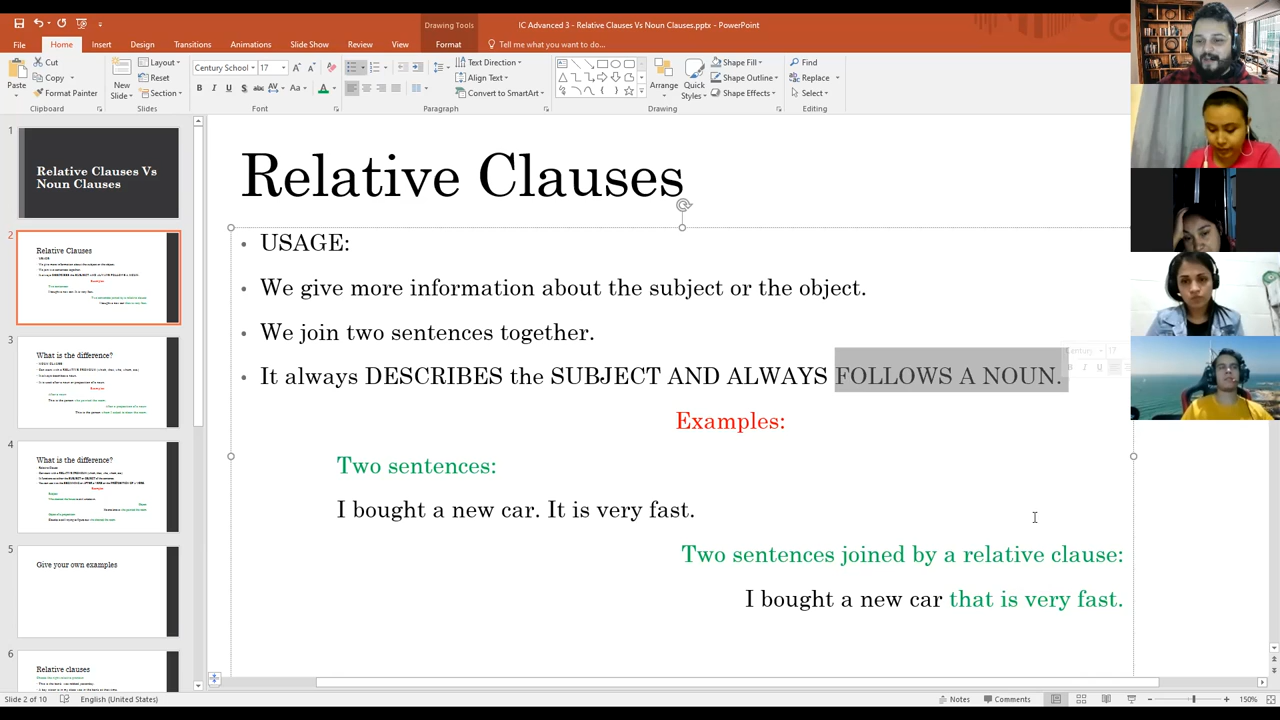 Drawing Tools
IC Advanced 3 - Relative Clauses Vs Noun Clauses.pptx - PowerPoint
File Home Insert Design Transitions Animations Slide Show Review View Format Tell me what you want to do...
Paste Cut Copy Format Painter
Clipboard
New Slide Layout Reset Section
Slides
Century School 17
Font
Text Direction Align Text Convert to SmartArt
Paragraph
Arrange Quick Styles Shape Fill Shape Outline Shape Effects
Drawing
Find Replace Select
Editing
1
Relative Clauses Vs
Noun Clauses
2
Relative Clauses
3
What is the difference?
4
What is the difference?
5
Give your own examples
6
Relative clauses
Relative Clauses
USAGE:
We give more information about the subject or the object.
We join two sentences together.
It always DESCRIBES the SUBJECT AND ALWAYS FOLLOWS A NOUN.
Examples:
Two sentences:
I bought a new car. It is very fast.
Two sentences joined by a relative clause:
I bought a new car that is very fast.
Slide 2 of 10 English (United States) Notes Comments 150%